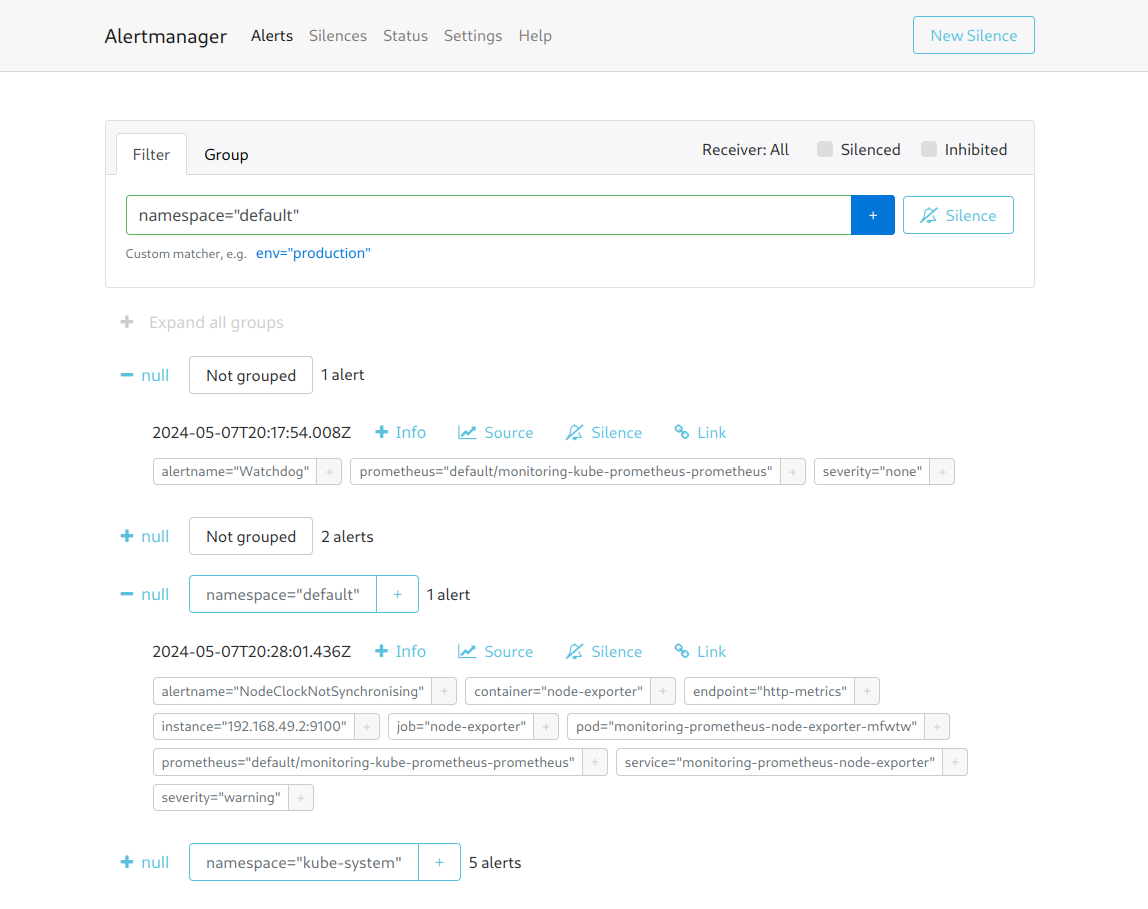 Alertmanager Alerts Silences Status Settings Help New Silence
Filter Group Receiver: All Silenced Inhibited
namespace="default" + Silence
Custom matcher, e.g. env="production"
+ Expand all groups
− null Not grouped 1 alert
2024-05-07T20:17:54.008Z + Info Source Silence Link
alertname="Watchdog" + prometheus="default/monitoring-kube-prometheus-prometheus" + severity="none" +
+ null Not grouped 2 alerts
− null namespace="default" + 1 alert
2024-05-07T20:28:01.436Z + Info Source Silence Link
alertname="NodeClockNotSynchronising" + container="node-exporter" + endpoint="http-metrics" +
instance="192.168.49.2:9100" + job="node-exporter" + pod="monitoring-prometheus-node-exporter-mfwtw" +
prometheus="default/monitoring-kube-prometheus-prometheus" + service="monitoring-prometheus-node-exporter" +
severity="warning" +
+ null namespace="kube-system" + 5 alerts